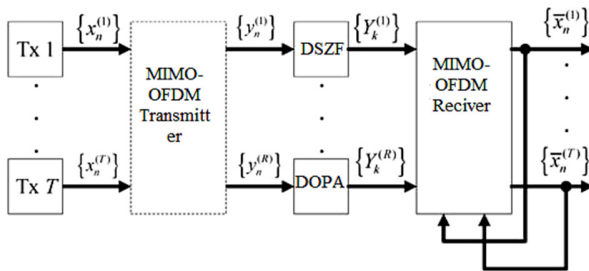 Tx 1
{x_n^{(1)}}
MIMO-
OFDM
Transmitt
er
{y_n^{(1)}}
DSZF
{Y_k^{(1)}}
MIMO-
OFDM
Reciver
{x̄_n^{(1)}}
Tx T
{x_n^{(T)}}
{y_n^{(R)}}
DOPA
{Y_k^{(R)}}
{x̄_n^{(T)}}